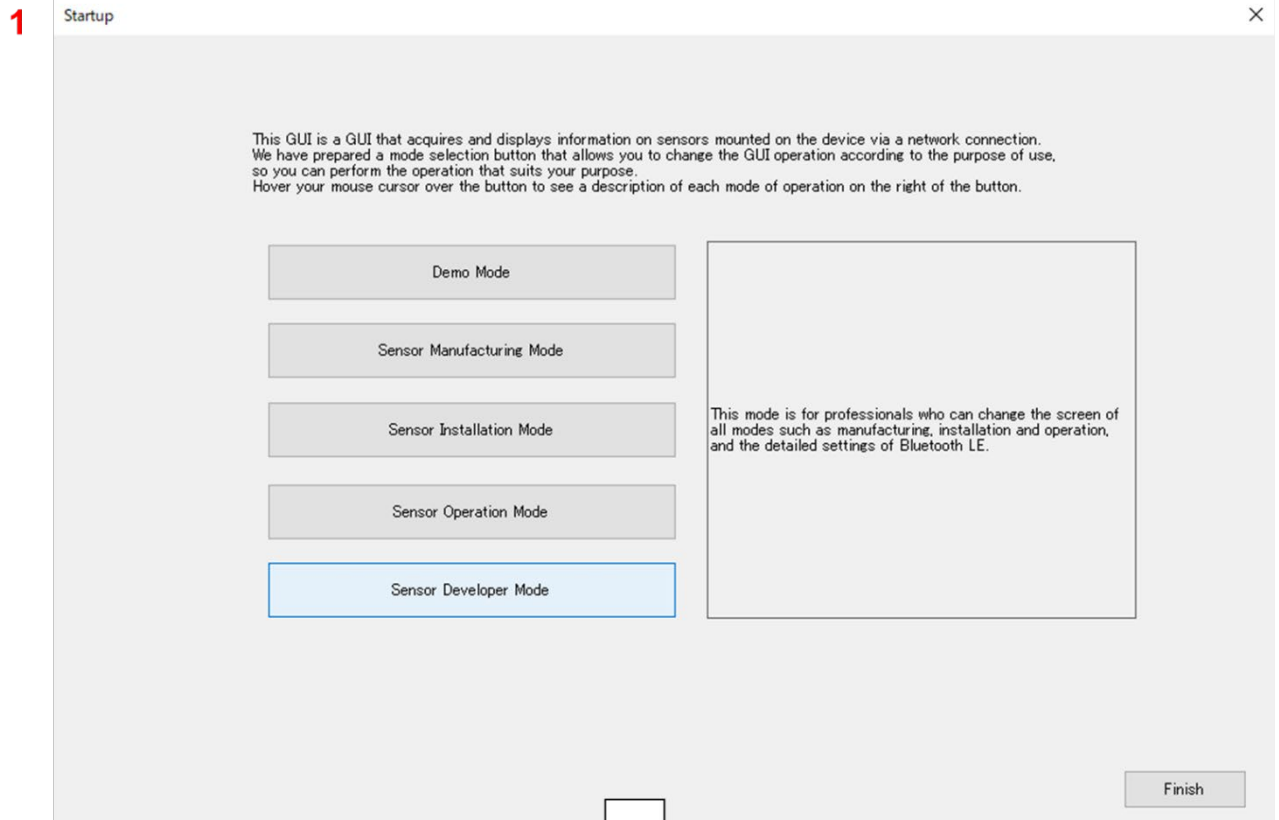 1
Startup
This GUI is a GUI that acquires and displays information on sensors mounted on the device via a network connection.
We have prepared a mode selection button that allows you to change the GUI operation according to the purpose of use,
so you can perform the operation that suits your purpose.
Hover your mouse cursor over the button to see a description of each mode of operation on the right of the button.
Demo Mode
Sensor Manufacturing Mode
Sensor Installation Mode
Sensor Operation Mode
Sensor Developer Mode
This mode is for professionals who can change the screen of
all modes such as manufacturing, installation and operation,
and the detailed settings of Bluetooth LE.
Finish